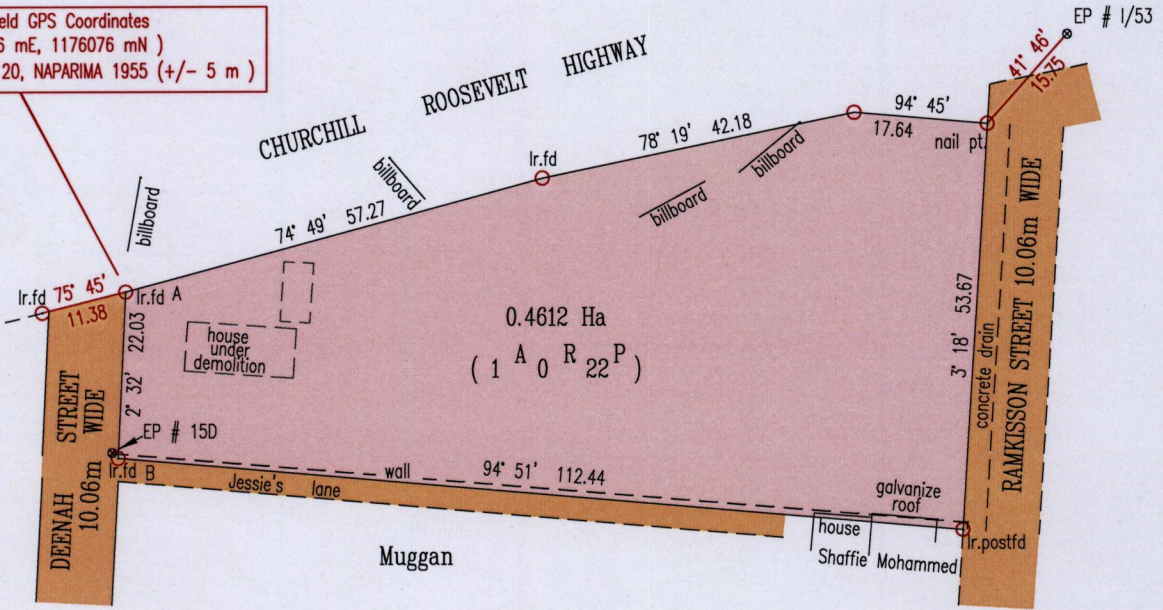 GPS Coordinates
mE, 1176076 mN )
20, NAPARIMA 1955 (+/- 5 m )
EP # 1/53
41° 46'
15.75
CHURCHILL ROOSEVELT HIGHWAY
94° 45'
17.64
nail pt.
78° 19' 42.18
billboard
billboard
Ir.fd
billboard
billboard
74° 49' 57.27
Ir.fd
75° 45'
11.38
Ir.fd A
2° 32' 22.03
house
under
demolition
0.4612 Ha
( 1 A 0 R 22 P )
3° 18' 53.67
concrete drain
RAMKISSON STREET 10.06m WIDE
DEENAH STREET
10.06m WIDE
EP # 15D
Ir.fd B
wall
94° 51' 112.44
Jessie's lane
galvanize
roof
house
Ir.postfd
Shaffie Mohammed
Muggan